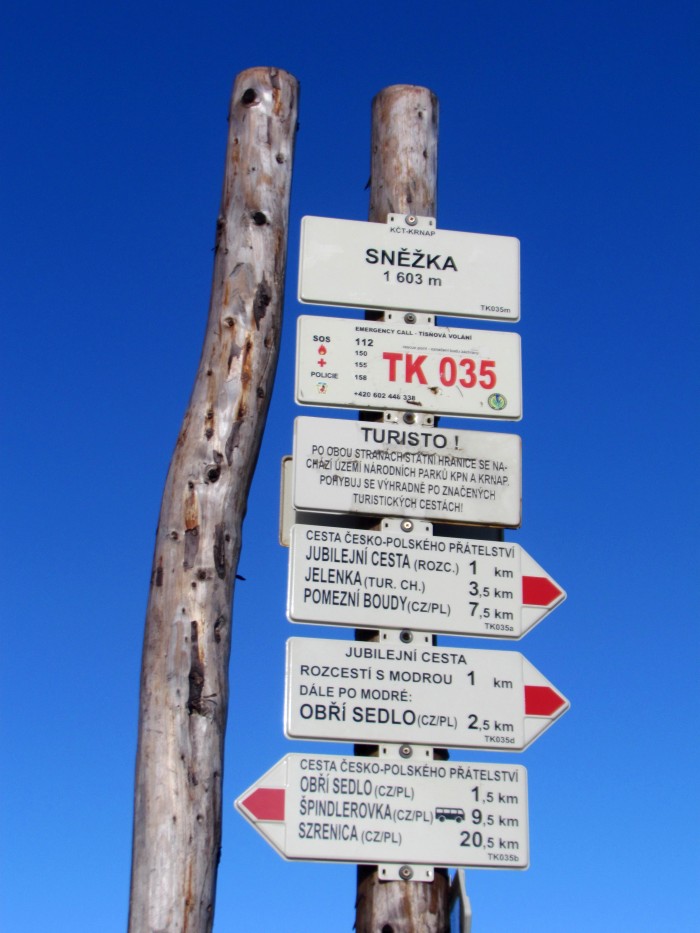 KČT-KRNAP
SNĚŽKA
1 603 m
TK035m
EMERGENCY CALL - TÍSŇOVÁ VOLÁNÍ
SOS 112
150
155
POLICIE 158
TK 035
+420 602 448 338
TURISTO !
PO OBOU STRANÁCH STÁTNÍ HRANICE SE NA-
CHÁZÍ ÚZEMÍ NÁRODNÍCH PARKŮ KPN A KRNAP.
POHYBUJ SE VÝHRADNĚ PO ZNAČENÝCH
TURISTICKÝCH CESTÁCH!
CESTA ČESKO-POLSKÉHO PŘÁTELSTVÍ
JUBILEJNÍ CESTA (ROZC.) 1 km
JELENKA (TUR. CH.) 3,5 km
POMEZNÍ BOUDY (CZ/PL) 7,5 km
TK035a
JUBILEJNÍ CESTA
ROZCESTÍ S MODROU 1 km
DÁLE PO MODRÉ:
OBŘÍ SEDLO (CZ/PL) 2,5 km
TK035d
CESTA ČESKO-POLSKÉHO PŘÁTELSTVÍ
OBŘÍ SEDLO (CZ/PL) 1,5 km
ŠPINDLEROVKA (CZ/PL) 9,5 km
SZRENICA (CZ/PL) 20,5 km
TK035b